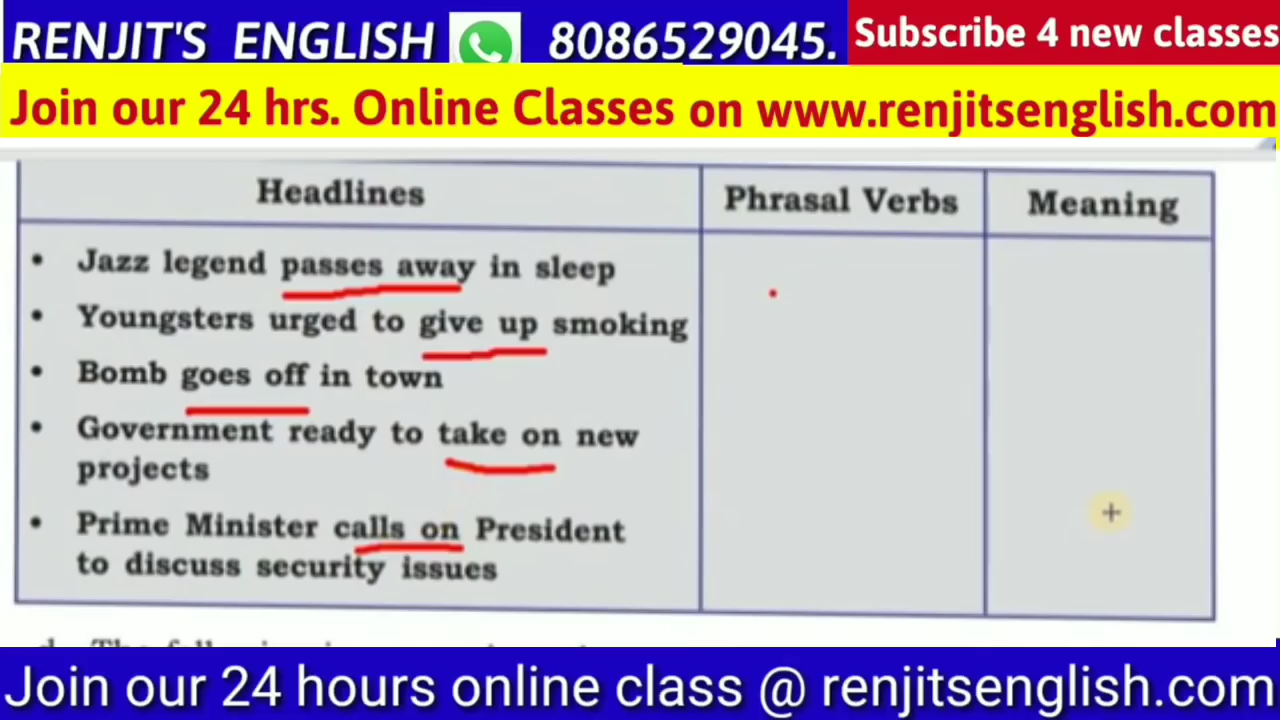 RENJIT'S ENGLISH 8086529045. Subscribe 4 new classes
Join our 24 hrs. Online Classes on www.renjitsenglish.com
Headlines Phrasal Verbs Meaning
• Jazz legend passes away in sleep
• Youngsters urged to give up smoking
• Bomb goes off in town
• Government ready to take on new
projects
• Prime Minister calls on President
to discuss security issues
Join our 24 hours online class @ renjitsenglish.com